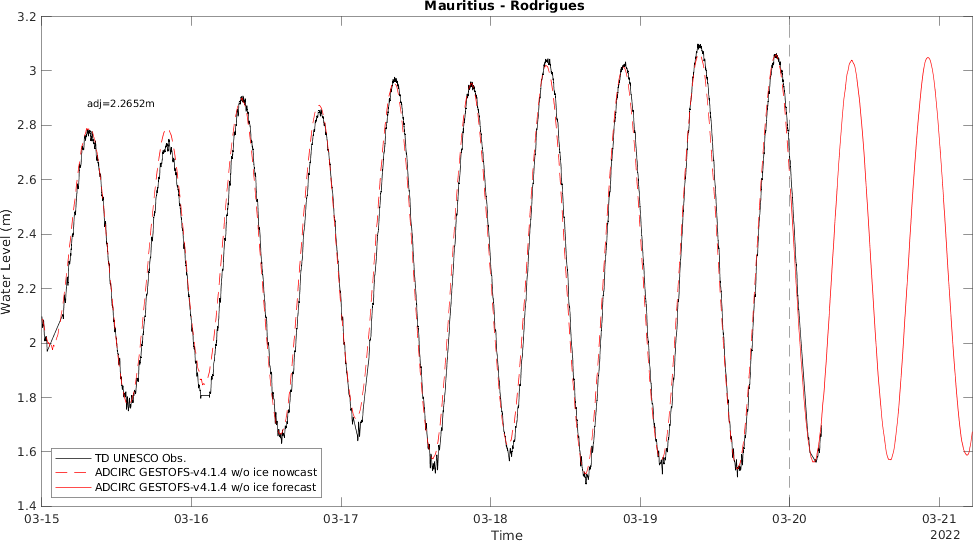 Mauritius - Rodrigues
3.2
3
2.8
2.6
2.4
2.2
2
1.8
1.6
1.4
Water Level (m)
adj=2.2652m
TD UNESCO Obs.
ADCIRC GESTOFS-v4.1.4 w/o ice nowcast
ADCIRC GESTOFS-v4.1.4 w/o ice forecast
03-15 03-16 03-17 03-18 03-19 03-20 03-21
Time
2022